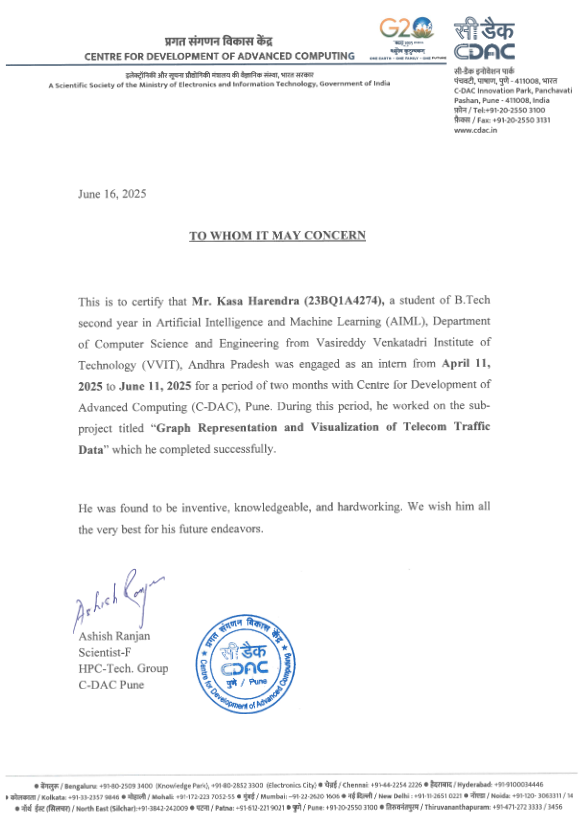 प्रगत संगणन विकास केंद्र
CENTRE FOR DEVELOPMENT OF ADVANCED COMPUTING
इलेक्ट्रॉनिकी और सूचना प्रौद्योगिकी मंत्रालय की वैज्ञानिक संस्था, भारत सरकार
A Scientific Society of the Ministry of Electronics and Information Technology, Government of India
G20
वसुधैव कुटुम्बकम्
ONE EARTH • ONE FAMILY • ONE FUTURE
सी डैक
CDAC
सी-डैक इनोवेशन पार्क
पंचवटी, पाषाण, पुणे - 411008, भारत
C-DAC Innovation Park, Panchavati
Pashan, Pune - 411008, India
फ़ोन / Tel:+91-20-2550 3100
फ़ैक्स / Fax: +91-20-2550 3131
www.cdac.in
June 16, 2025
TO WHOM IT MAY CONCERN
This is to certify that Mr. Kasa Harendra (23BQ1A4274), a student of B.Tech
second year in Artificial Intelligence and Machine Learning (AIML), Department
of Computer Science and Engineering from Vasireddy Venkatadri Institute of
Technology (VVIT), Andhra Pradesh was engaged as an intern from April 11,
2025 to June 11, 2025 for a period of two months with Centre for Development of
Advanced Computing (C-DAC), Pune. During this period, he worked on the sub-
project titled “Graph Representation and Visualization of Telecom Traffic
Data” which he completed successfully.
He was found to be inventive, knowledgeable, and hardworking. We wish him all
the very best for his future endeavors.
Ashish Ranjan
Ashish Ranjan
Scientist-F
HPC-Tech. Group
C-DAC Pune
प्रगत संगणन विकास केंद्र
सी डैक
CDAC
पुणे / Pune
Centre for Development of Advanced Computing
बेंगलुरू / Bengaluru: +91-80-2509 3400 (Knowledge Park), +91-80-2852 3300 (Electronics City) ● चेन्नई / Chennai: +91-44-2254 2226 ● हैदराबाद / Hyderabad: +91-9100034446
कोलकाता / Kolkata: +91-33-2357 9846 ● मोहाली / Mohali: +91-172-223 7052-55 ● मुंबई / Mumbai: +91-22-2620 1606 ● नई दिल्ली / New Delhi : +91-11-2651 0221 ● नोएडा / Noida: +91-120- 3063311 / 14
● नॉर्थ ईस्ट (सिलचर) / North East (Silchar):+91-3842-242009 ● पटना / Patna: +91-612-221 9021 ● पुणे / Pune: +91-20-2550 3100 ● तिरुवनंतपुरम / Thiruvananthapuram: +91-471-272 3333 / 3456